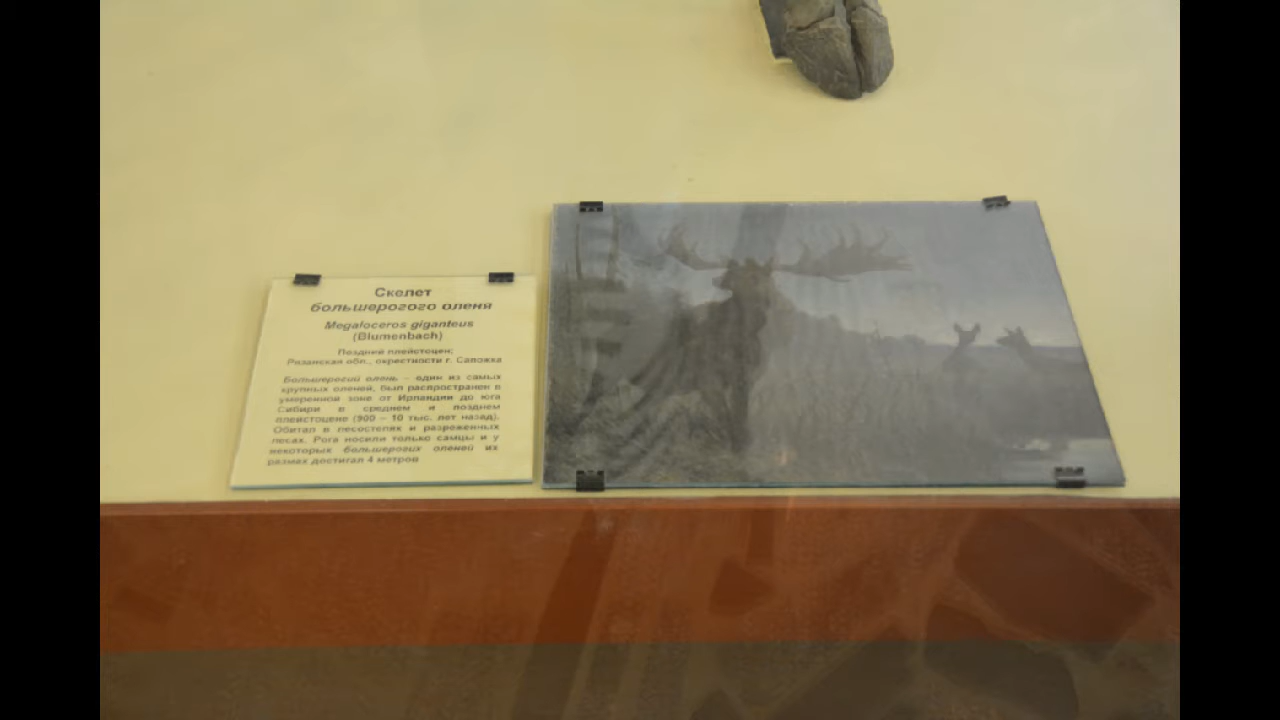 Скелет
большерогого оленя
Megaloceros giganteus
(Blumenbach)
Поздний плейстоцен;
Рязанская обл., окрестности г. Сапожка
Большерогий олень – один из самых
крупных оленей, был распространен в
умеренной зоне от Ирландии до юга
Сибири в среднем и позднем
плейстоцене (900 – 10 тыс. лет назад).
Обитал в лесостепях и разреженных
лесах. Рога носили только самцы и у
некоторых большерогих оленей их
размах достигал 4 метров